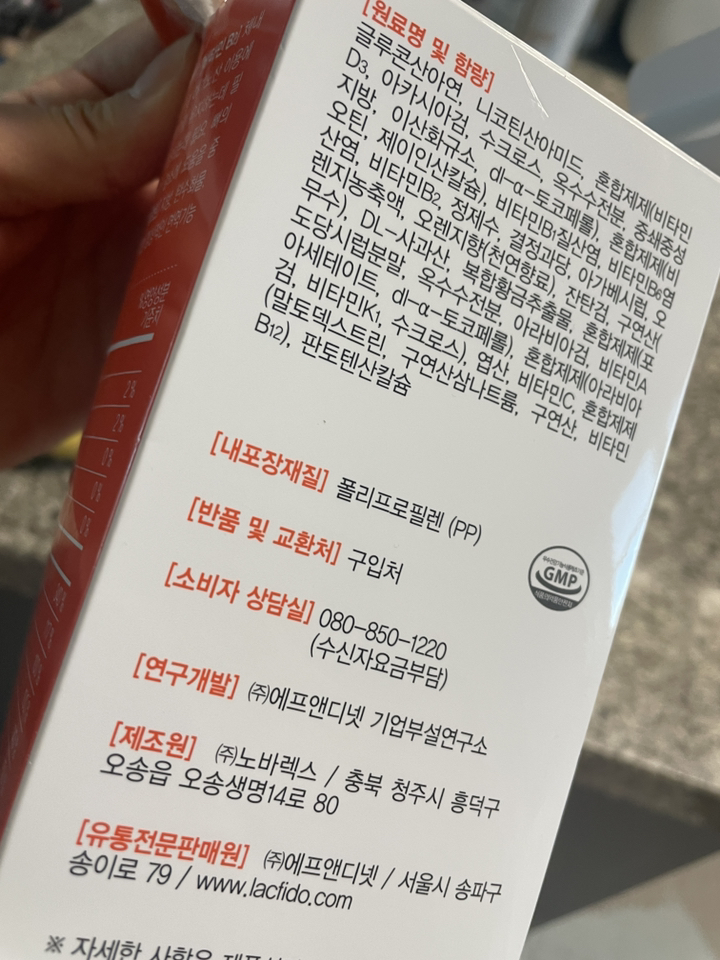 [원료명 및 함량]
글루콘산아연, 니코틴산아미드, 혼합제제(비타민
D3, 아카시아검, 수크로스, 옥수수전분, 중쇄중성
지방, 이산화규소, dl-α-토코페롤), 혼합제제(비
오틴, 제이인산칼슘), 비타민B₁질산염, 비타민B₆염
산염, 비타민B₂, 정제수, 결정과당, 아가베시럽, 오
렌지농축액, 오렌지향(천연향료), 잔탄검, 구연산(
무수), DL-사과산, 복합황금추출물, 혼합제제(포
도당시럽분말, 옥수수전분, 아라비아검, 비타민A
아세테이트, dl-α-토코페롤), 혼합제제(아라비아
검, 비타민K₁, 수크로스), 엽산, 비타민C, 혼합제제
(말토덱스트린, 구연산삼나트륨, 구연산, 비타민
B₁₂), 판토텐산칼슘
[내포장재질] 폴리프로필렌 (PP)
[반품 및 교환처] 구입처
GMP
[소비자 상담실] 080-850-1220
(수신자요금부담)
[연구개발] ㈜에프앤디넷 기업부설연구소
[제조원] ㈜노바렉스 / 충북 청주시 흥덕구
오송읍 오송생명14로 80
[유통전문판매원] ㈜에프앤디넷 / 서울시 송파구
송이로 79 / www.lacfido.com
※ 자세한 사항은